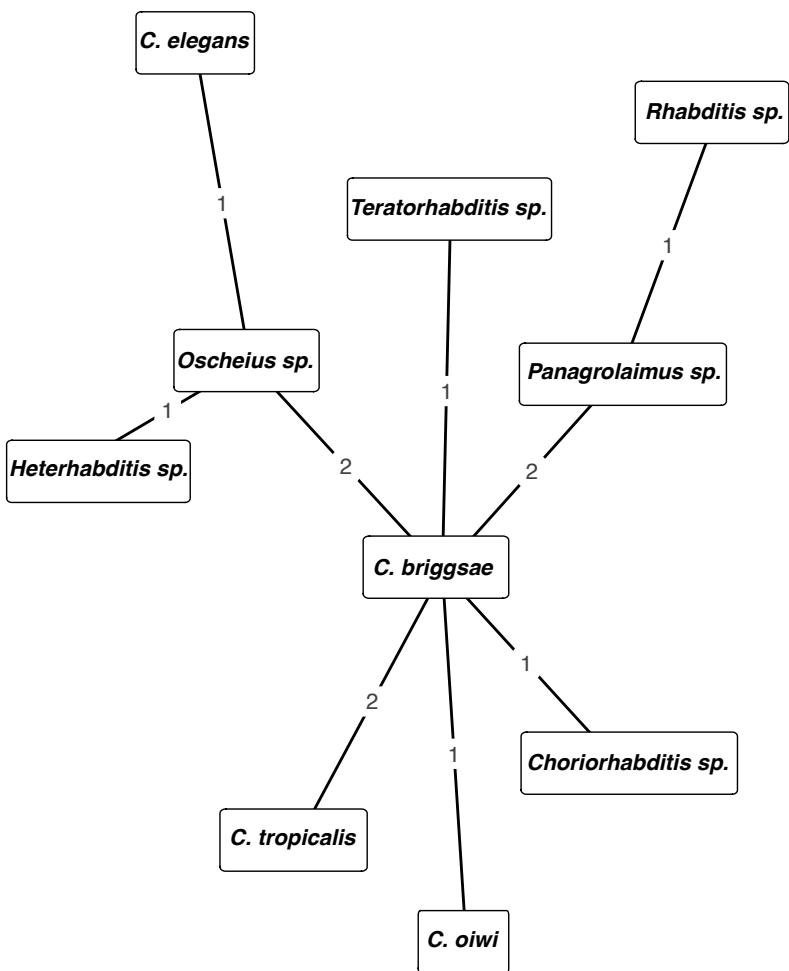 C. elegans
Rhabditis sp.
Teratorhabditis sp.
1
1
Oscheius sp.
Panagrolaimus sp.
1
1
Heterhabditis sp.
2
2
C. briggsae
1
2
1
Choriorhabditis sp.
C. tropicalis
C. oiwi